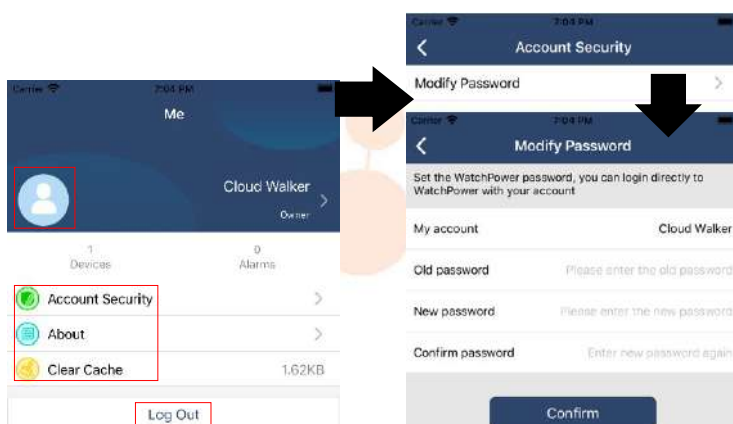 Carrier 7:04 PM
Me
Cloud Walker
Owner
1 0
Devices Alarms
Account Security
About
Clear Cache 1.62KB
Log Out
Carrier 7:04 PM
Account Security
Modify Password
Carrier 7:04 PM
Modify Password
Set the WatchPower password, you can login directly to
WatchPower with your account
My account Cloud Walker
Old password Please enter the old password
New password Please enter the new password
Confirm password Enter new password again
Confirm